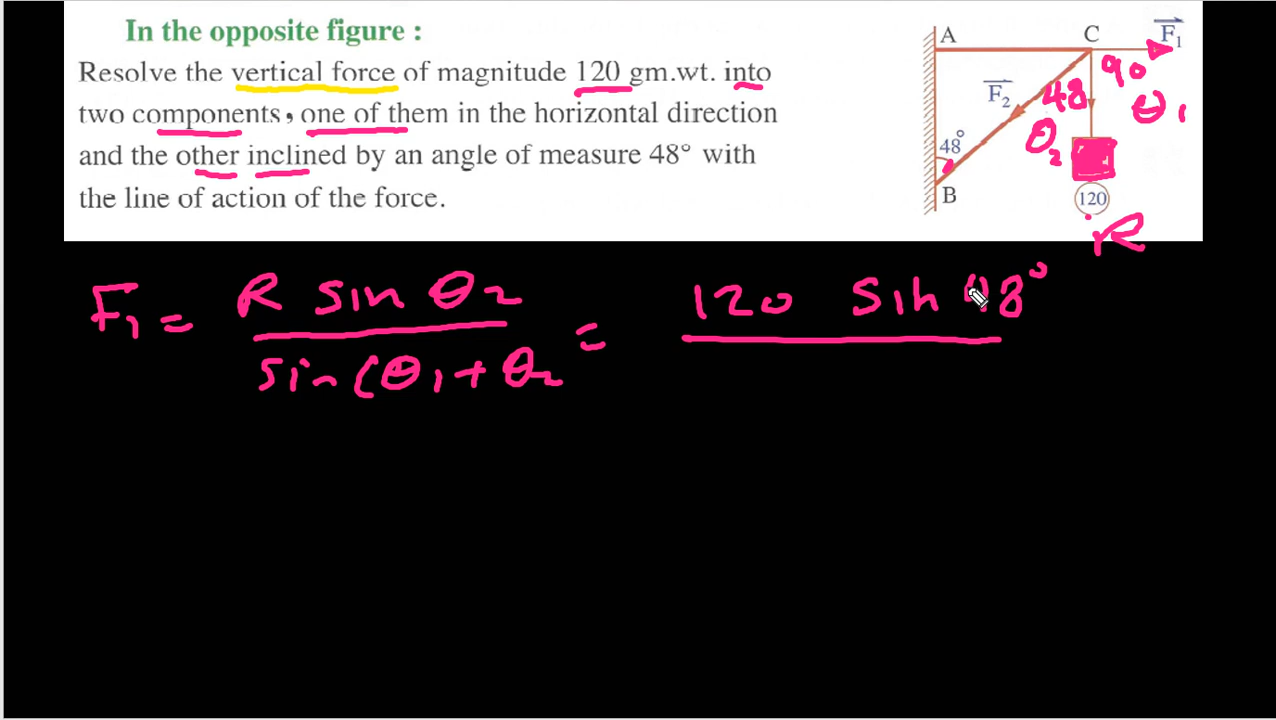 In the opposite figure :
Resolve the vertical force of magnitude 120 gm.wt. into
two components , one of them in the horizontal direction
and the other inclined by an angle of measure 48° with
the line of action of the force.
A C F₁
90
F₂ 48 θ₁
48° θ₂
B 120
R
F₁ = R sin θ₂ / sin(θ₁ + θ₂ = 120 sin 48°